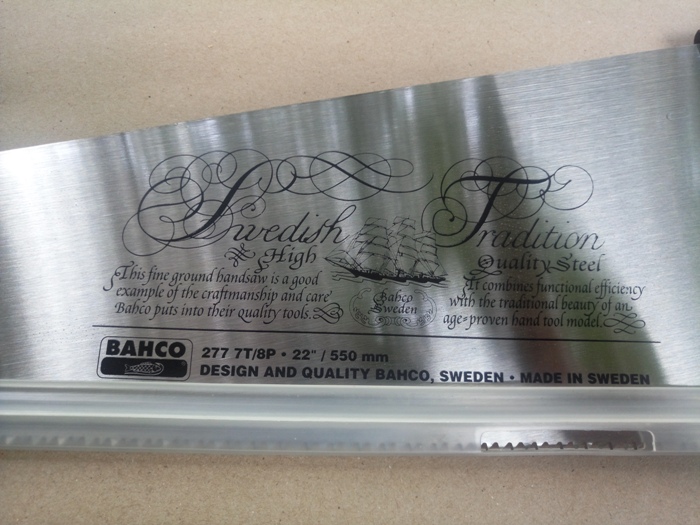 Swedish Tradition
High Quality Steel
This fine ground handsaw is a good
example of the craftmanship and care
Bahco puts into their quality tools.
Bahco
Sweden
It combines functional efficiency
with the traditional beauty of an
age-proven hand tool model.
BAHCO
277 7T/8P • 22" / 550 mm
DESIGN AND QUALITY BAHCO, SWEDEN • MADE IN SWEDEN